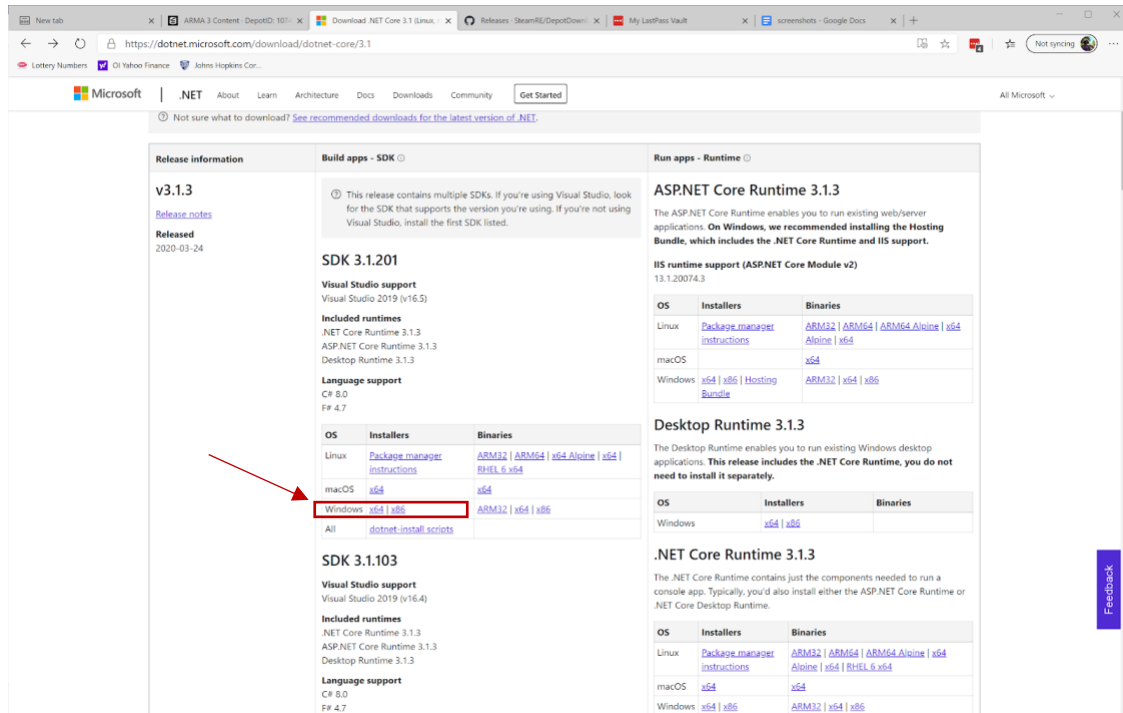 New tab
ARMA 3 Content · DepotID: 107
Download .NET Core 3.1 (Linux,
Releases · SteamRE/DepotDown
My LastPass Vault
screenshots - Google Docs
https://dotnet.microsoft.com/download/dotnet-core/3.1
Not syncing
Lottery Numbers
OI Yahoo Finance
Johns Hopkins Cor...
Microsoft
.NET About Learn Architecture Docs Downloads Community Get Started
All Microsoft
Not sure what to download? See recommended downloads for the latest version of .NET.
Release information
v3.1.3
Release notes
Released
2020-03-24
Build apps - SDK
This release contains multiple SDKs. If you're using Visual Studio, look
for the SDK that supports the version you're using. If you're not using
Visual Studio, install the first SDK listed.
SDK 3.1.201
Visual Studio support
Visual Studio 2019 (v16.5)
Included runtimes
.NET Core Runtime 3.1.3
ASP.NET Core Runtime 3.1.3
Desktop Runtime 3.1.3
Language support
C# 8.0
F# 4.7
OS Installers Binaries
Linux Package manager instructions ARM32 | ARM64 | x64 Alpine | x64 | RHEL 6 x64
macOS x64 x64
Windows x64 | x86 ARM32 | x64 | x86
All dotnet-install scripts
SDK 3.1.103
Visual Studio support
Visual Studio 2019 (v16.4)
Included runtimes
.NET Core Runtime 3.1.3
ASP.NET Core Runtime 3.1.3
Desktop Runtime 3.1.3
Language support
C# 8.0
F# 4.7
Run apps - Runtime
ASP.NET Core Runtime 3.1.3
The ASP.NET Core Runtime enables you to run existing web/server
applications. On Windows, we recommended installing the Hosting
Bundle, which includes the .NET Core Runtime and IIS support.
IIS runtime support (ASP.NET Core Module v2)
13.1.20074.3
OS Installers Binaries
Linux Package manager instructions ARM32 | ARM64 | ARM64 Alpine | x64 Alpine | x64
macOS x64
Windows x64 | x86 | Hosting Bundle ARM32 | x64 | x86
Desktop Runtime 3.1.3
The Desktop Runtime enables you to run existing Windows desktop
applications. This release includes the .NET Core Runtime, you do not
need to install it separately.
OS Installers Binaries
Windows x64 | x86
.NET Core Runtime 3.1.3
The .NET Core Runtime contains just the components needed to run a
console app. Typically, you'd also install either the ASP.NET Core Runtime or
.NET Core Desktop Runtime.
OS Installers Binaries
Linux Package manager instructions ARM32 | ARM64 | ARM64 Alpine | x64 Alpine | x64 | RHEL 6 x64
macOS x64 x64
Windows x64 | x86 ARM32 | x64 | x86
Feedback